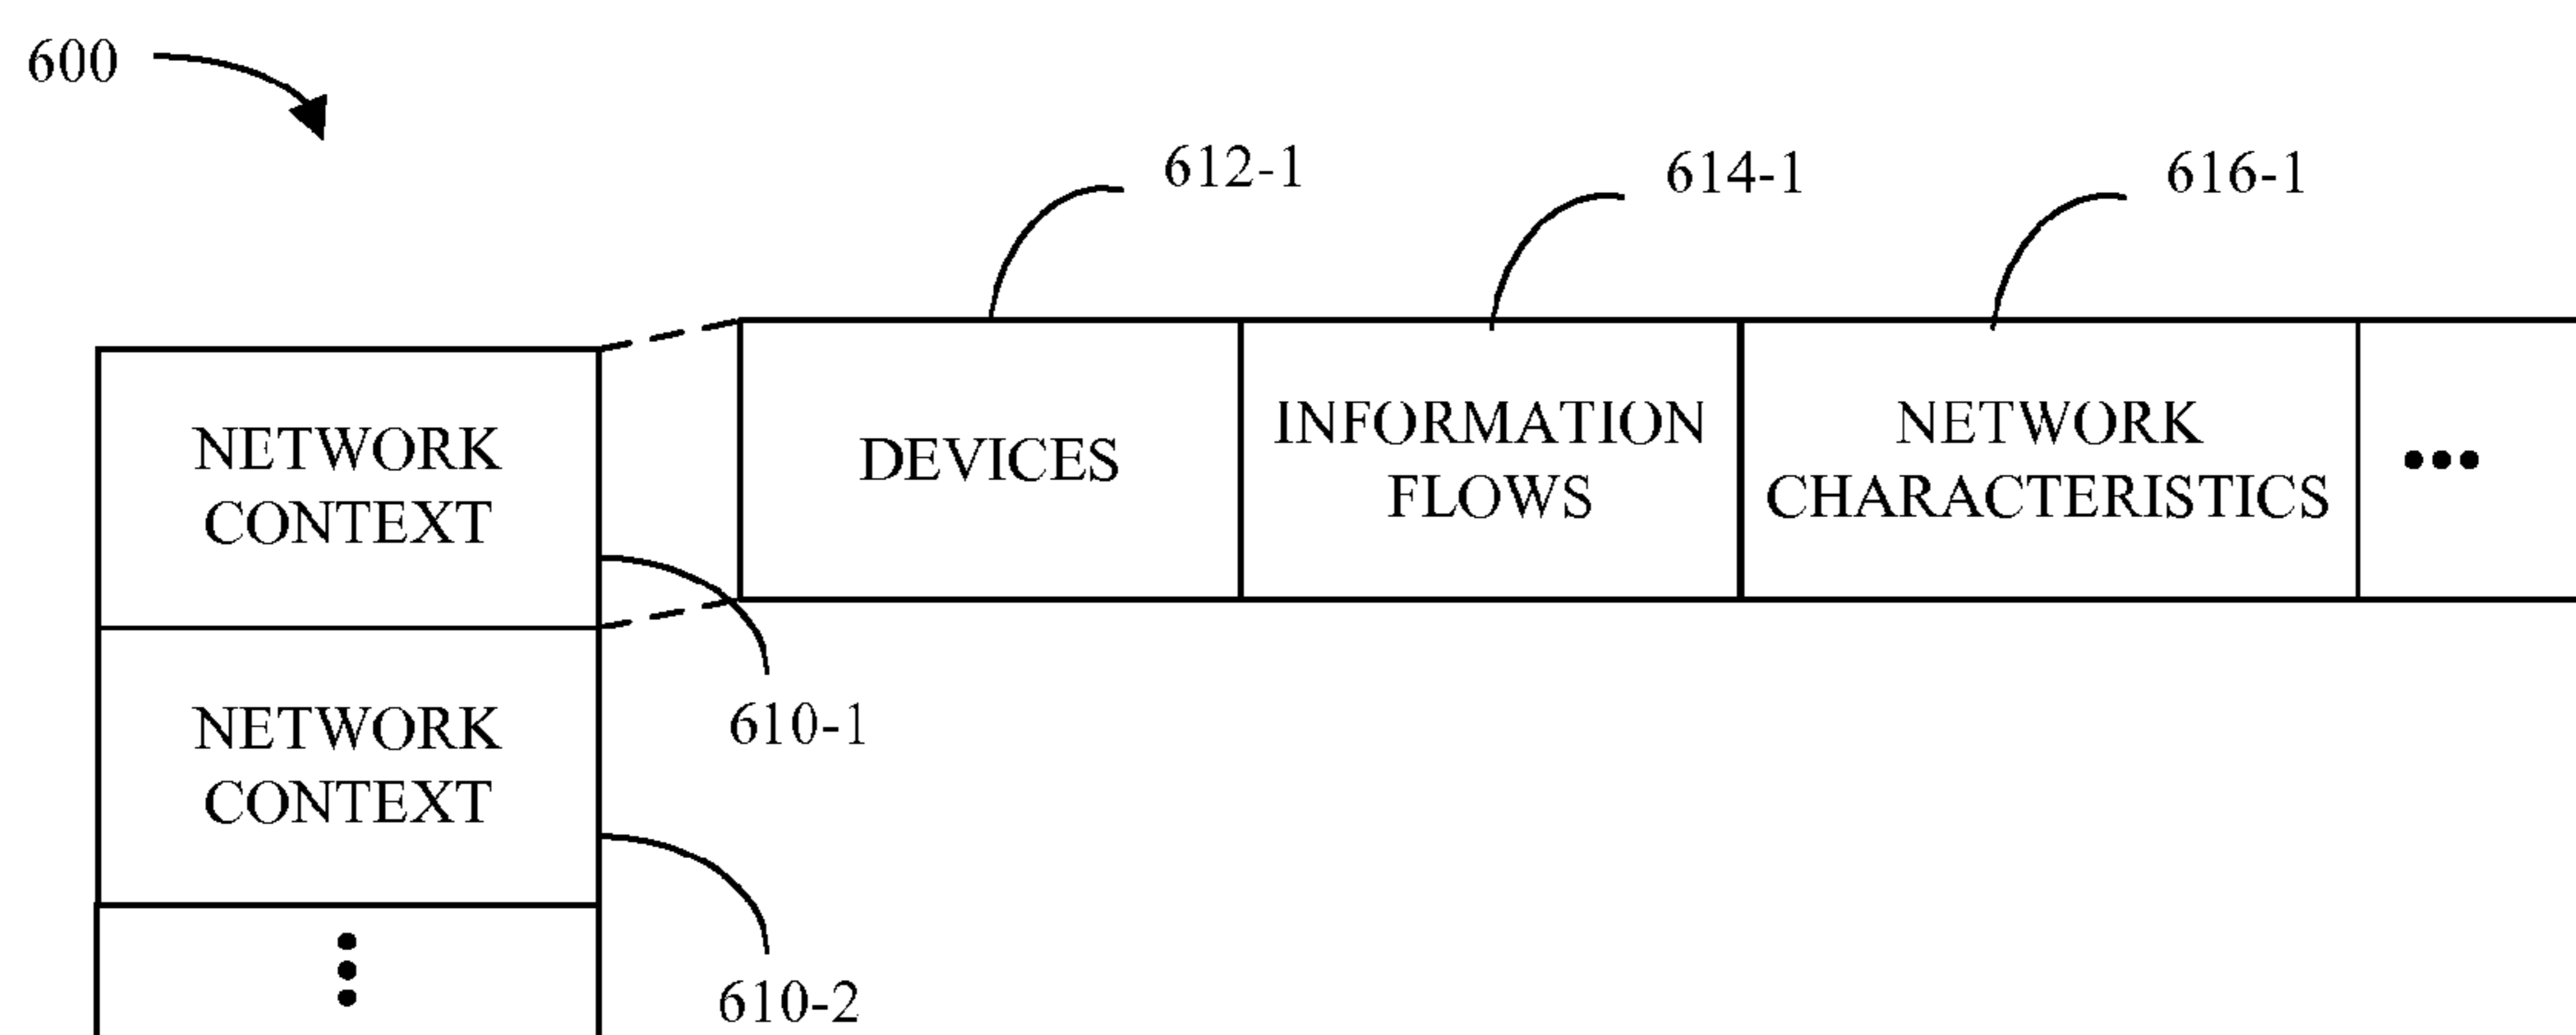 600
612-1
614-1
616-1
NETWORK
CONTEXT
DEVICES
INFORMATION
FLOWS
NETWORK
CHARACTERISTICS
•••
610-1
NETWORK
CONTEXT
610-2